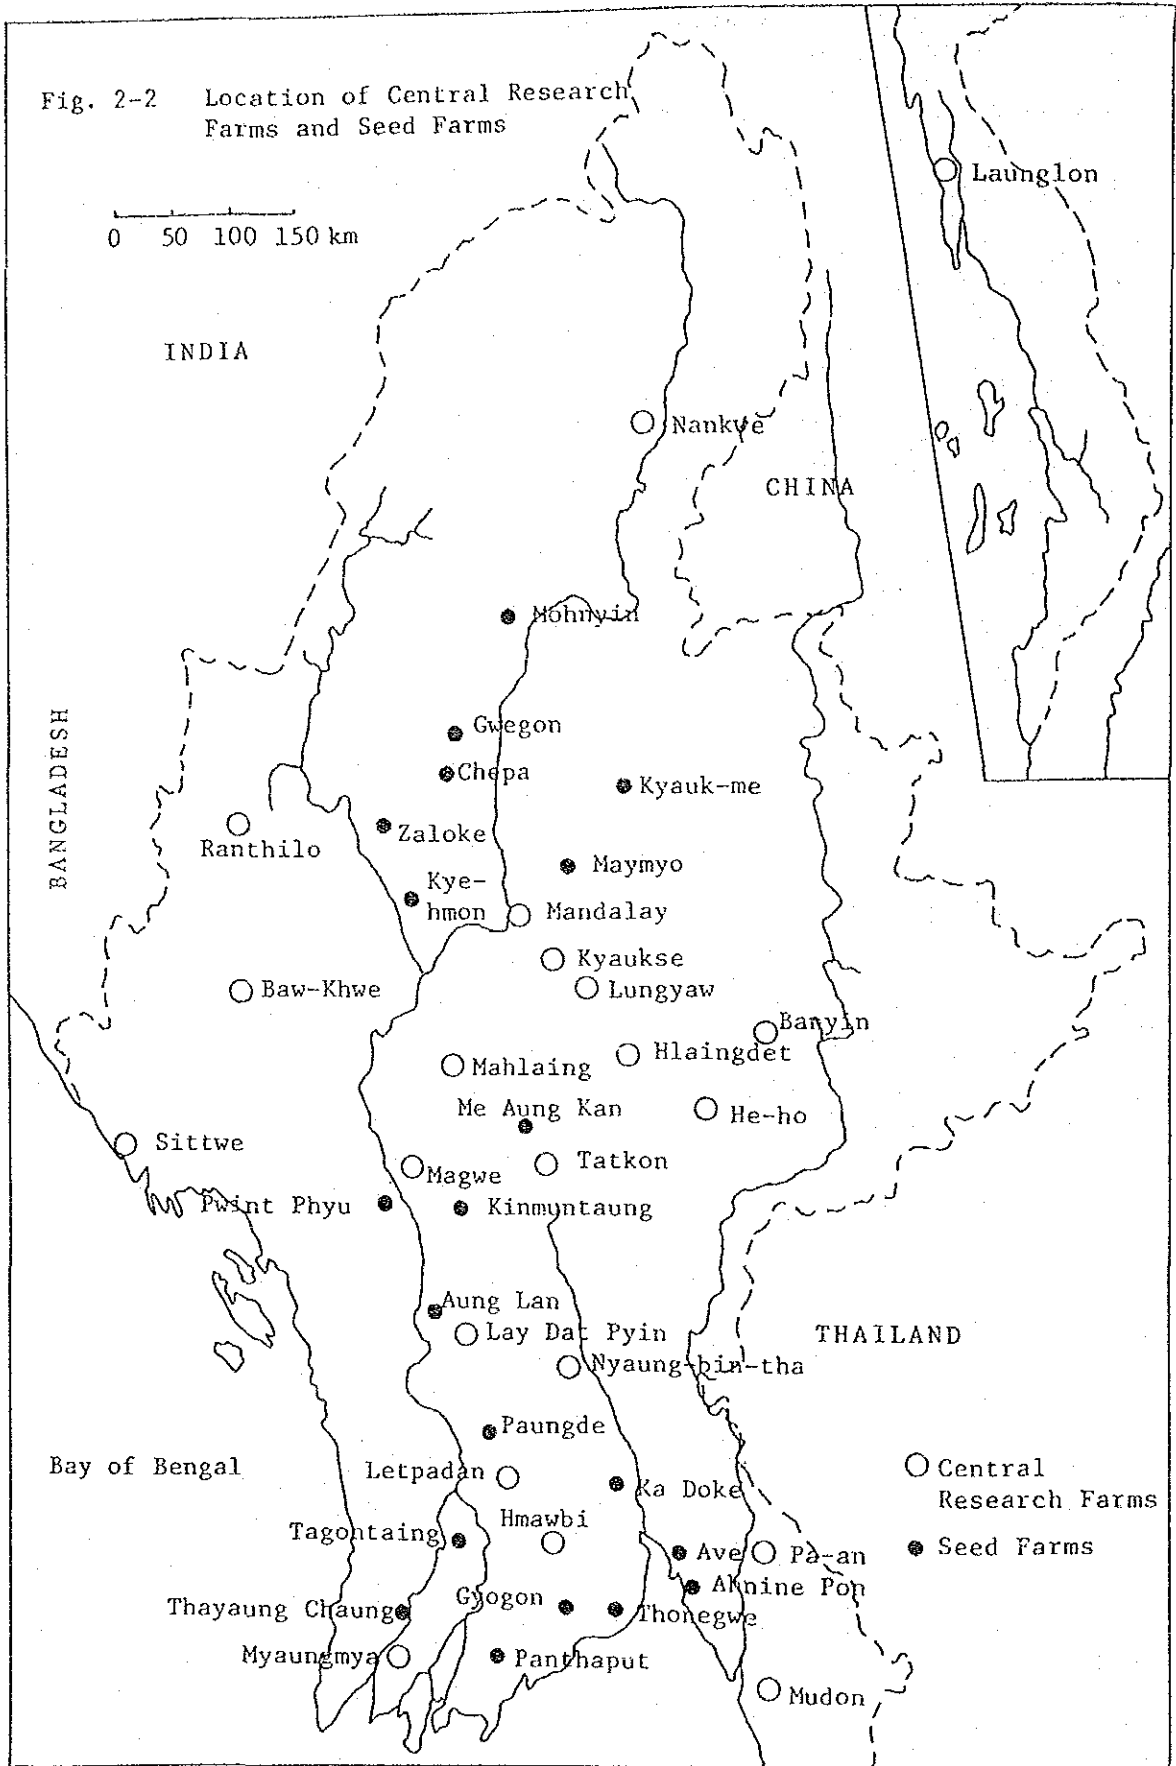 Fig. 2-2 Location of Central Research
Farms and Seed Farms
0 50 100 150 km
Launglon
INDIA
Nankye
CHINA
Mohnyin
BANGLADESH
Gwegon
Chepa
Kyauk-me
Zaloke
Ranthilo
Maymyo
Kye-
hmon
Mandalay
Kyaukse
Baw-Khwe
Lungyaw
Banyin
Hlaingdet
Mahlaing
Me Aung Kan
He-ho
Sittwe
Tatkon
Magwe
Pwint Phyu
Kinmuntaung
Aung Lan
Lay Dat Pyin
THAILAND
Nyaung-bin-tha
Paungde
Bay of Bengal
Letpadan
Central
Research Farms
Ka Doke
Hmawbi
Tagontaing
Seed Farms
Aye
Pa-an
Ahnine Pon
Gyogon
Thayaung Chaung
Thonegwe
Myaungmya
Panthaput
Mudon